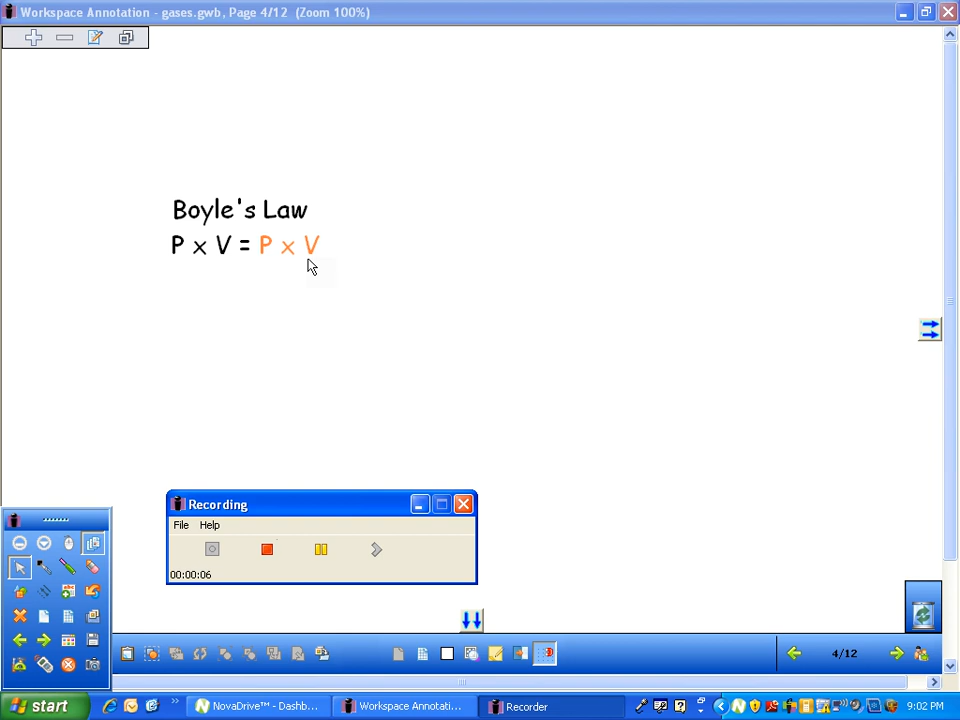 Workspace Annotation - gases.gwb, Page 4/12 (Zoom 100%)
Boyle's Law
P x V = P x V
Recording
File Help
00:00:06
4/12
start
NovaDrive™ - Dashb...
Workspace Annotati...
Recorder
9:02 PM